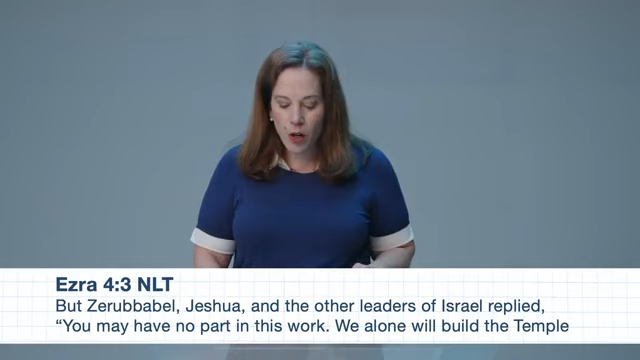 Ezra 4:3 NLT
But Zerubbabel, Jeshua, and the other leaders of Israel replied,
“You may have no part in this work. We alone will build the Temple